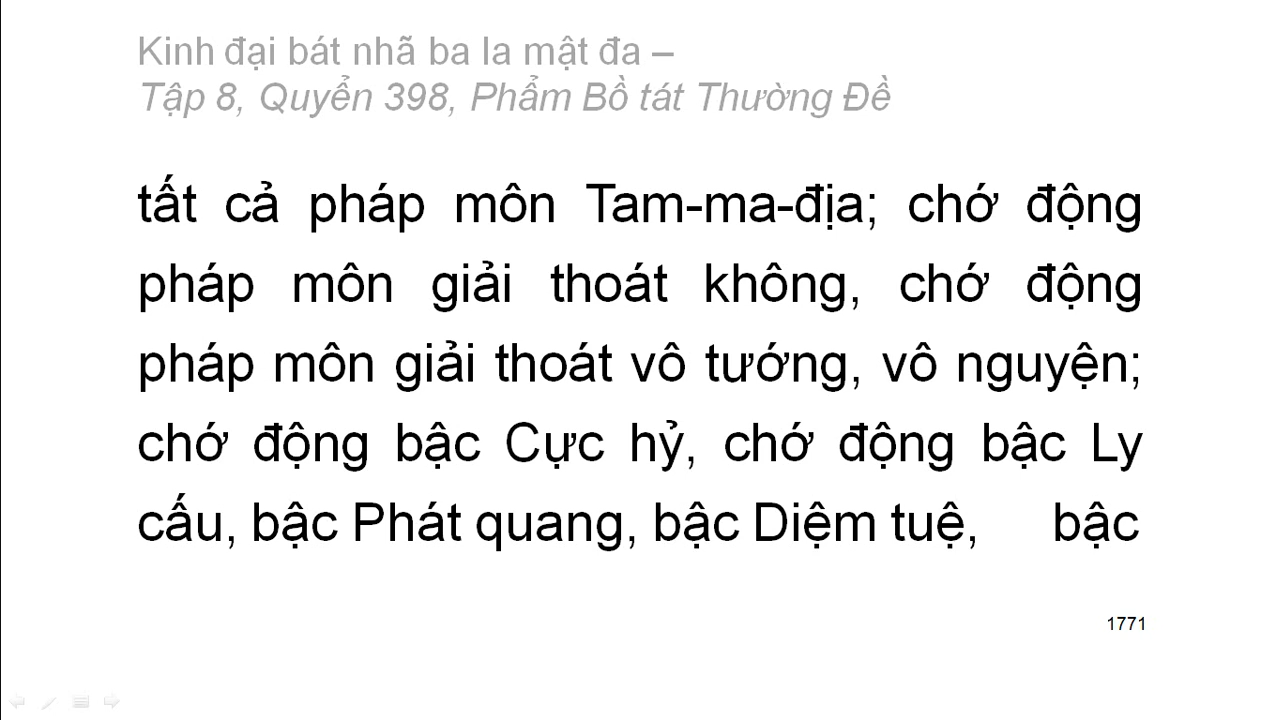 Kinh đại bát nhã ba la mật đa –
Tập 8, Quyển 398, Phẩm Bồ tát Thường Đề
tất cả pháp môn Tam-ma-địa; chớ động
pháp môn giải thoát không, chớ động
pháp môn giải thoát vô tướng, vô nguyện;
chớ động bậc Cực hỷ, chớ động bậc Ly
cấu, bậc Phát quang, bậc Diệm tuệ, bậc
1771